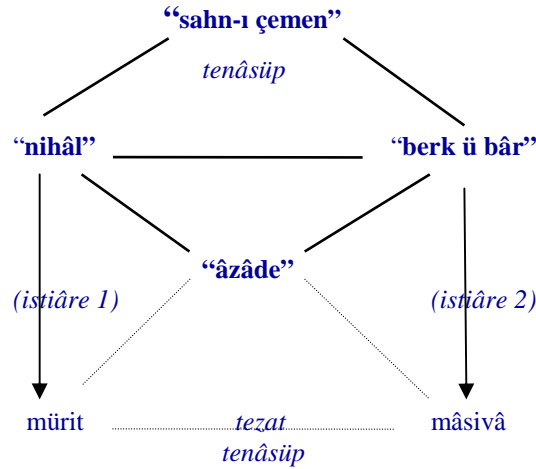 “sahn-ı çemen”
tenâsüp
“nihâl” “berk ü bâr”
“âzâde”
(istiâre 1) (istiâre 2)
mürit tezat mâsivâ
tenâsüp